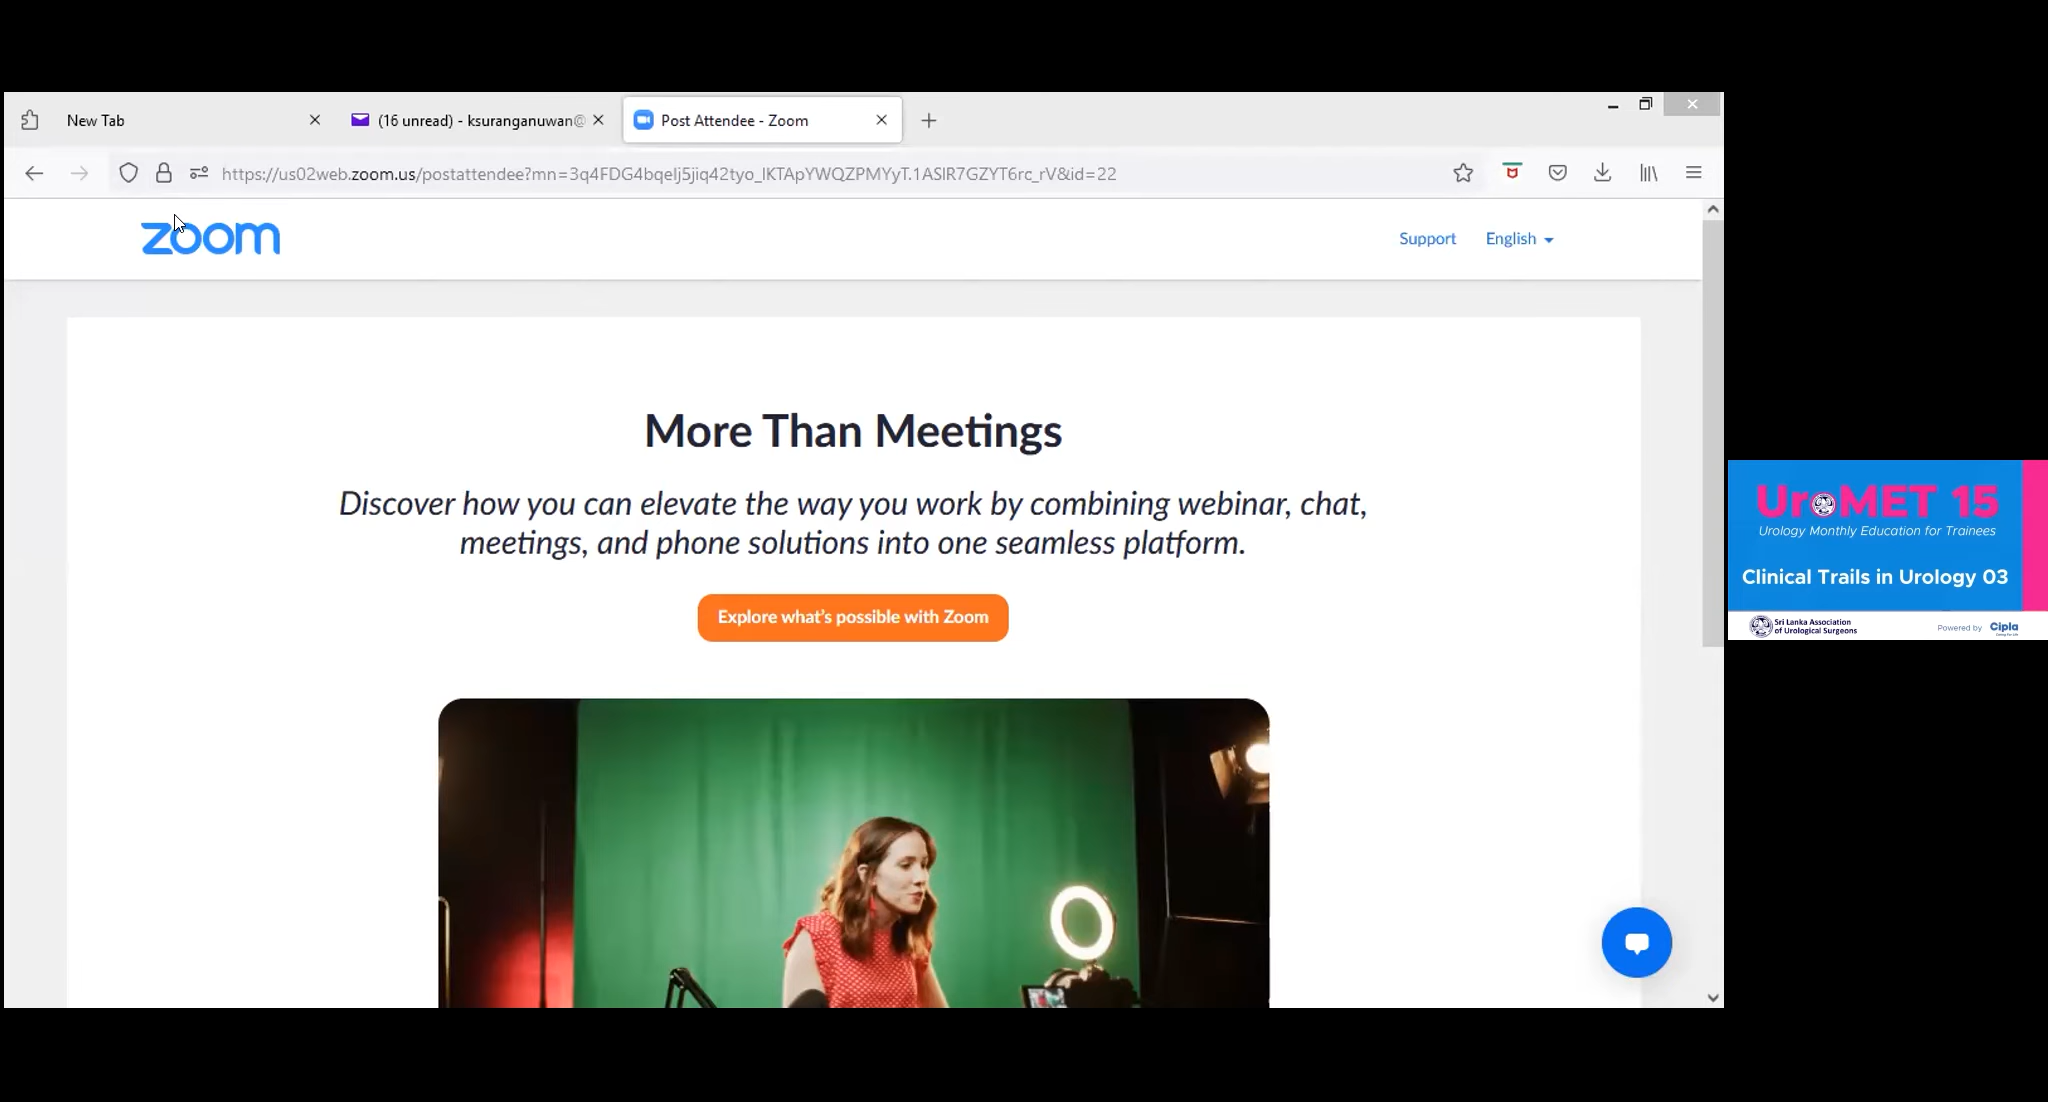 New Tab
(16 unread) - ksuranganuwan@
Post Attendee - Zoom
https://us02web.zoom.us/postattendee?mn=3q4FDG4bqeIj5jiq42tyo_lKTApYWQZPMYyT.1ASlR7GZYT6rc_rV&id=22
zoom
Support
English
More Than Meetings
Discover how you can elevate the way you work by combining webinar, chat,
meetings, and phone solutions into one seamless platform.
Explore what's possible with Zoom
UroMET 15
Urology Monthly Education for Trainees
Clinical Trails in Urology 03
Sri Lanka Association
of Urological Surgeons
Powered by Cipla